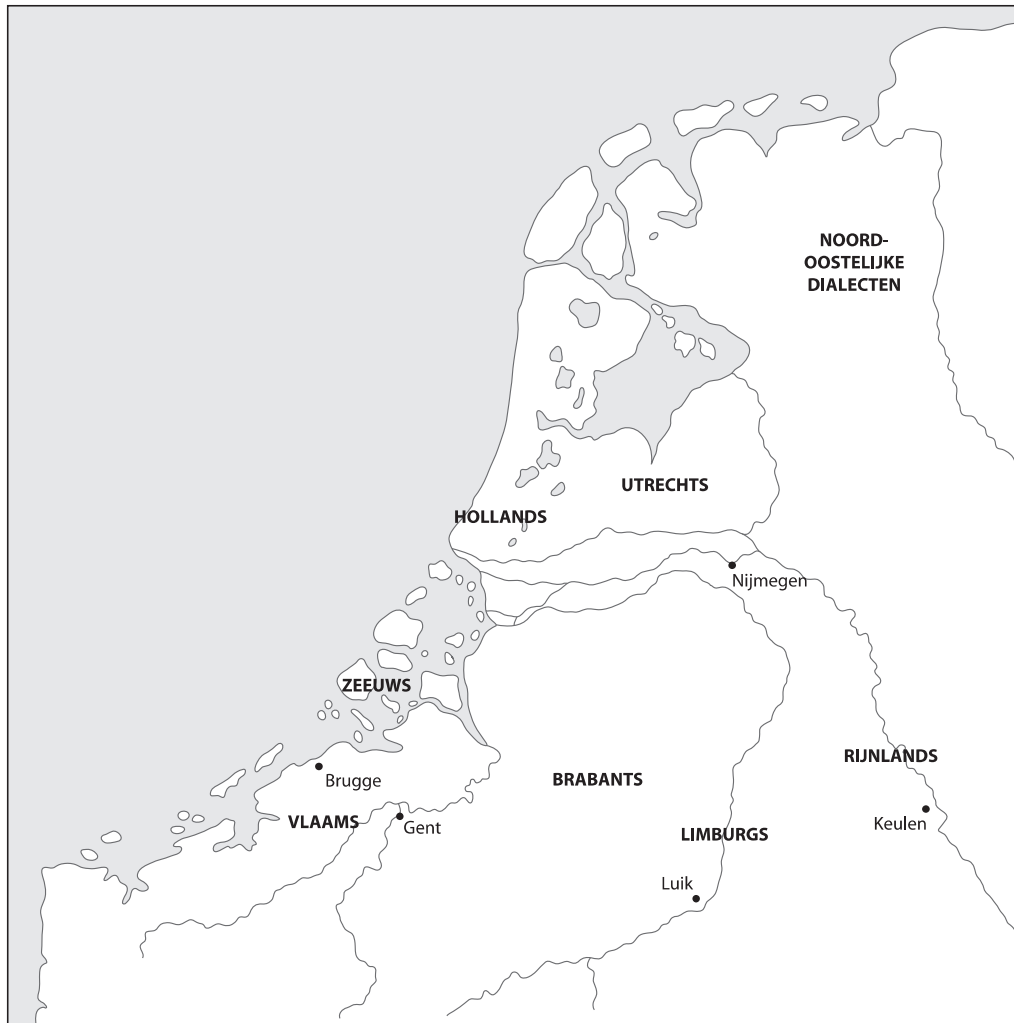 NOORD-
OOSTELIJKE
DIALECTEN
UTRECHTS
HOLLANDS
Nijmegen
ZEEUWS
RIJNLANDS
Brugge
BRABANTS
VLAAMS
Gent
Keulen
LIMBURGS
Luik